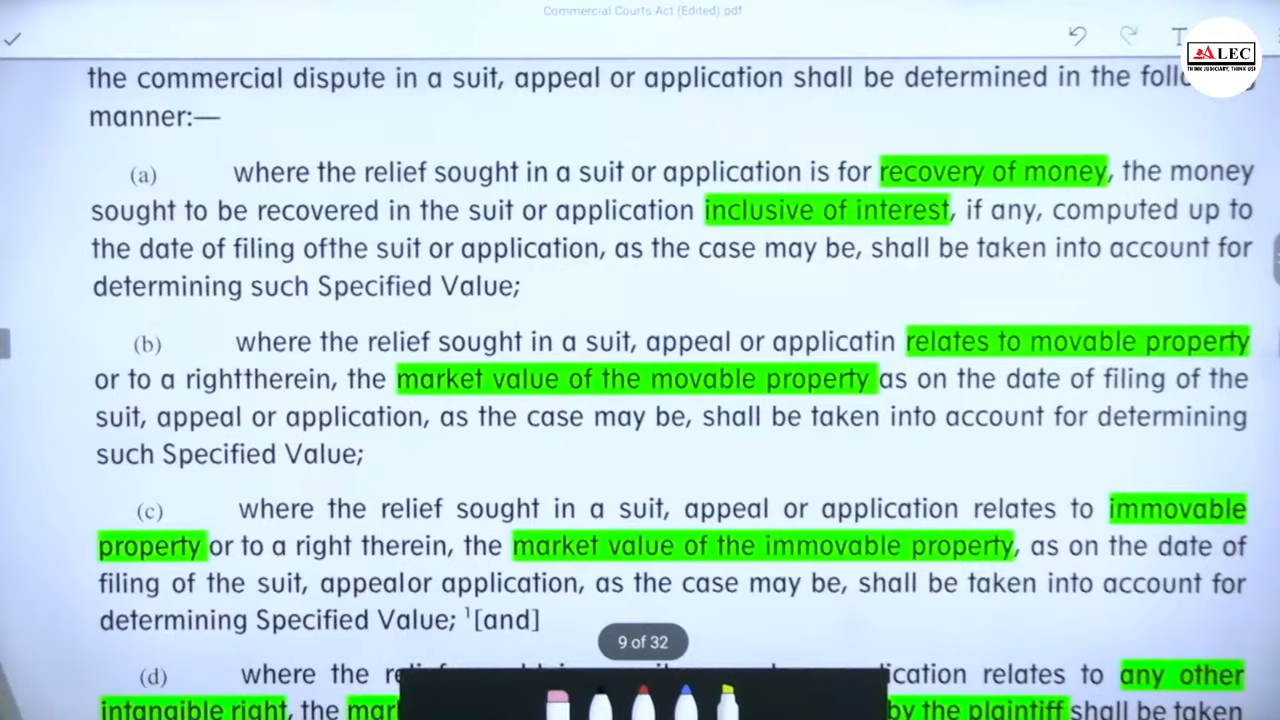 Commercial Courts Act (Edited).pdf
ALEC
THINK JUDICIARY, THINK US!
the commercial dispute in a suit, appeal or application shall be determined in the
manner:—
(a) where the relief sought in a suit or application is for recovery of money, the money
sought to be recovered in the suit or application inclusive of interest, if any, computed up to
the date of filing ofthe suit or application, as the case may be, shall be taken into account for
determining such Specified Value;
(b) where the relief sought in a suit, appeal or applicatin relates to movable property
or to a righttherein, the market value of the movable property as on the date of filing of the
suit, appeal or application, as the case may be, shall be taken into account for determining
such Specified Value;
(c) where the relief sought in a suit, appeal or application relates to immovable
property or to a right therein, the market value of the immovable property, as on the date of
filing of the suit, appealor application, as the case may be, shall be taken into account for
determining Specified Value; ¹[and]
9 of 32
(d) where the relates to any other
intangible right, the by the plaintiff shall be taken